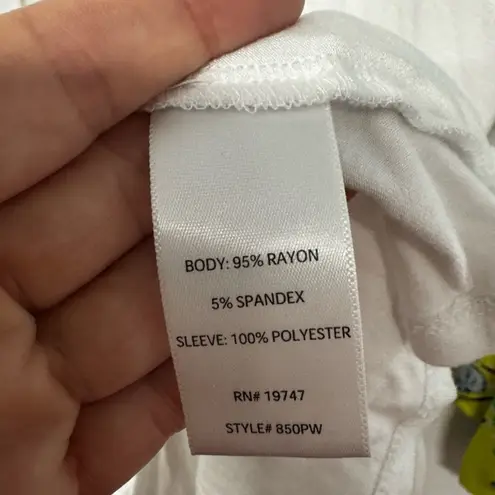 BODY: 95% RAYON
5% SPANDEX
SLEEVE: 100% POLYESTER
RN# 19747
STYLE# 850PW